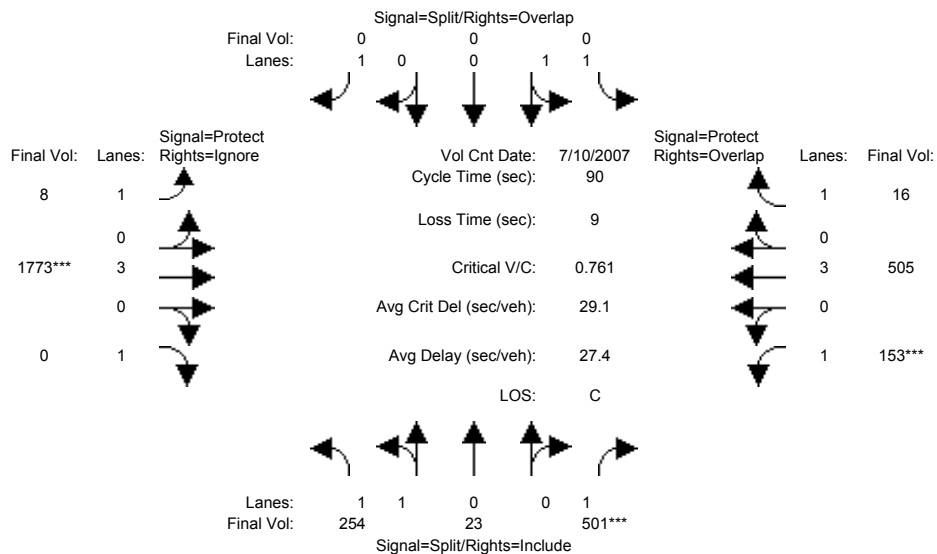 Signal=Split/Rights=Overlap
Final Vol: 0 0 0
Lanes: 1 0 0 1 1
Signal=Protect Signal=Protect
Final Vol: Lanes: Rights=Ignore Vol Cnt Date: 7/10/2007 Rights=Overlap Lanes: Final Vol:
Cycle Time (sec): 90
8 1 1 16
Loss Time (sec): 9
0 0
1773*** 3 Critical V/C: 0.761 3 505
0 Avg Crit Del (sec/veh): 29.1 0
0 1 Avg Delay (sec/veh): 27.4 1 153***
LOS: C
Lanes: 1 1 0 0 1
Final Vol: 254 23 501***
Signal=Split/Rights=Include